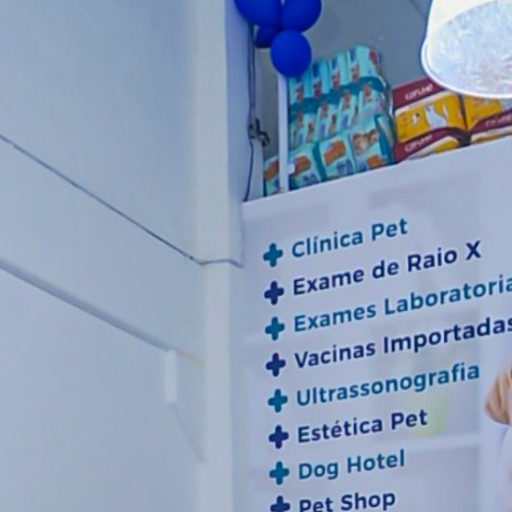 Clínica Pet
Exame de Raio X
Exames Laboratoria
Vacinas Importadas
Ultrassonografia
Estética Pet
Dog Hotel
Pet Shop